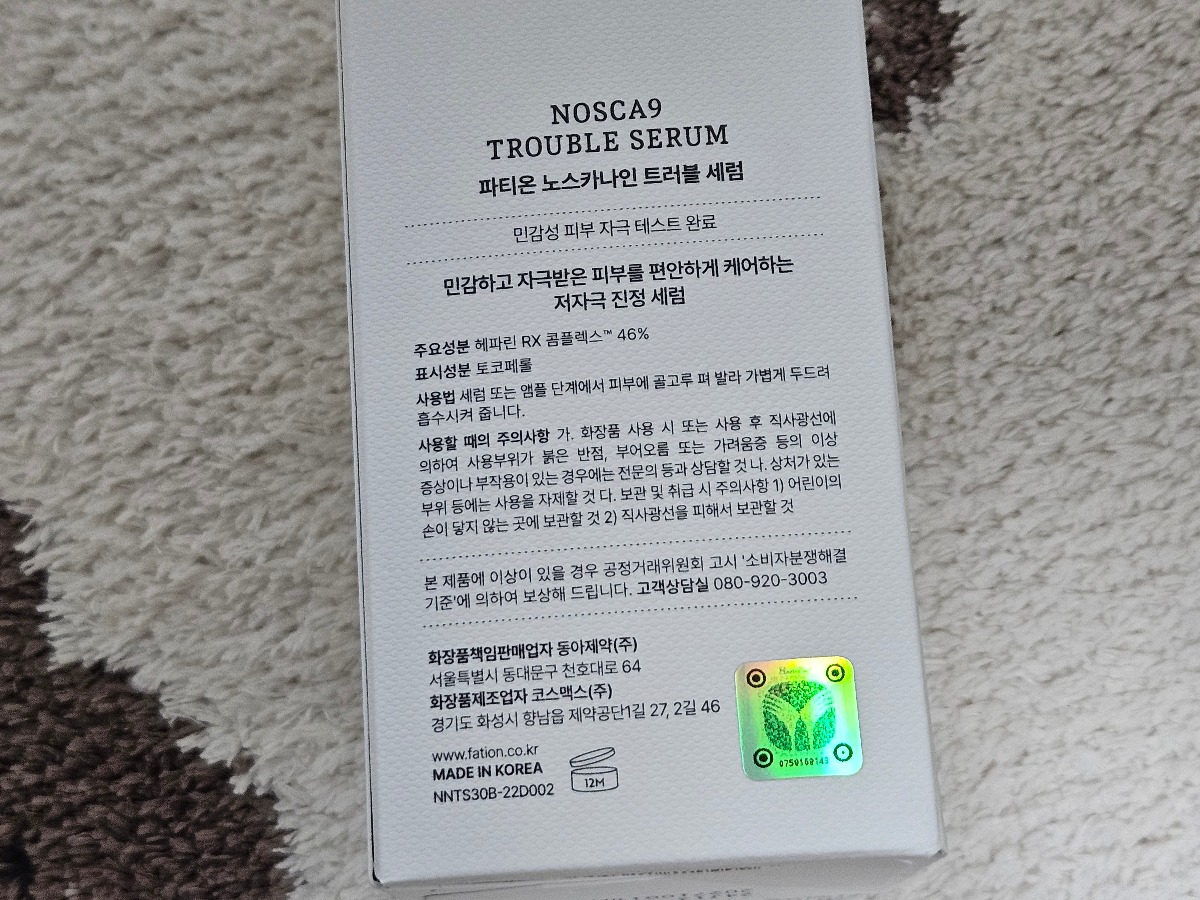 NOSCA9
TROUBLE SERUM
파티온 노스카나인 트러블 세럼
민감성 피부 자극 테스트 완료
민감하고 자극받은 피부를 편안하게 케어하는
저자극 진정 세럼
주요성분 헤파린 RX 콤플렉스™ 46%
표시성분 토코페롤
사용법 세럼 또는 앰플 단계에서 피부에 골고루 펴 발라 가볍게 두드려
흡수시켜 줍니다.
사용할 때의 주의사항 가. 화장품 사용 시 또는 사용 후 직사광선에
의하여 사용부위가 붉은 반점, 부어오름 또는 가려움증 등의 이상
증상이나 부작용이 있는 경우에는 전문의 등과 상담할 것 나. 상처가 있는
부위 등에는 사용을 자제할 것 다. 보관 및 취급 시 주의사항 1) 어린이의
손이 닿지 않는 곳에 보관할 것 2) 직사광선을 피해서 보관할 것
본 제품에 이상이 있을 경우 공정거래위원회 고시 '소비자분쟁해결
기준'에 의하여 보상해 드립니다. 고객상담실 080-920-3003
화장품책임판매업자 동아제약(주)
서울특별시 동대문구 천호대로 64
화장품제조업자 코스맥스(주)
경기도 화성시 향남읍 제약공단1길 27, 2길 46
www.fation.co.kr
MADE IN KOREA
NNTS30B-22D002
12M